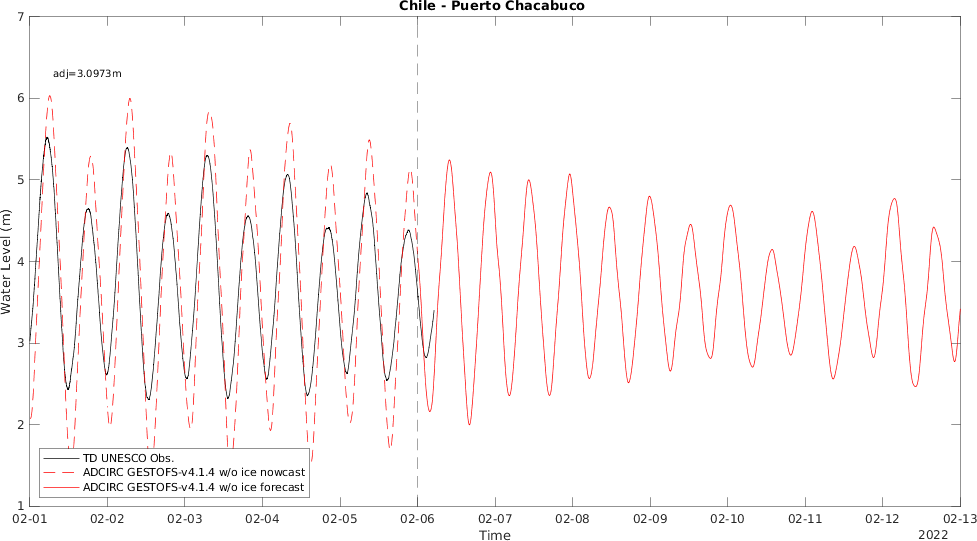 Chile - Puerto Chacabuco
7
adj=3.0973m
6
5
4
3
2
1
Water Level (m)
TD UNESCO Obs.
ADCIRC GESTOFS-v4.1.4 w/o ice nowcast
ADCIRC GESTOFS-v4.1.4 w/o ice forecast
02-01 02-02 02-03 02-04 02-05 02-06 02-07 02-08 02-09 02-10 02-11 02-12 02-13
Time
2022